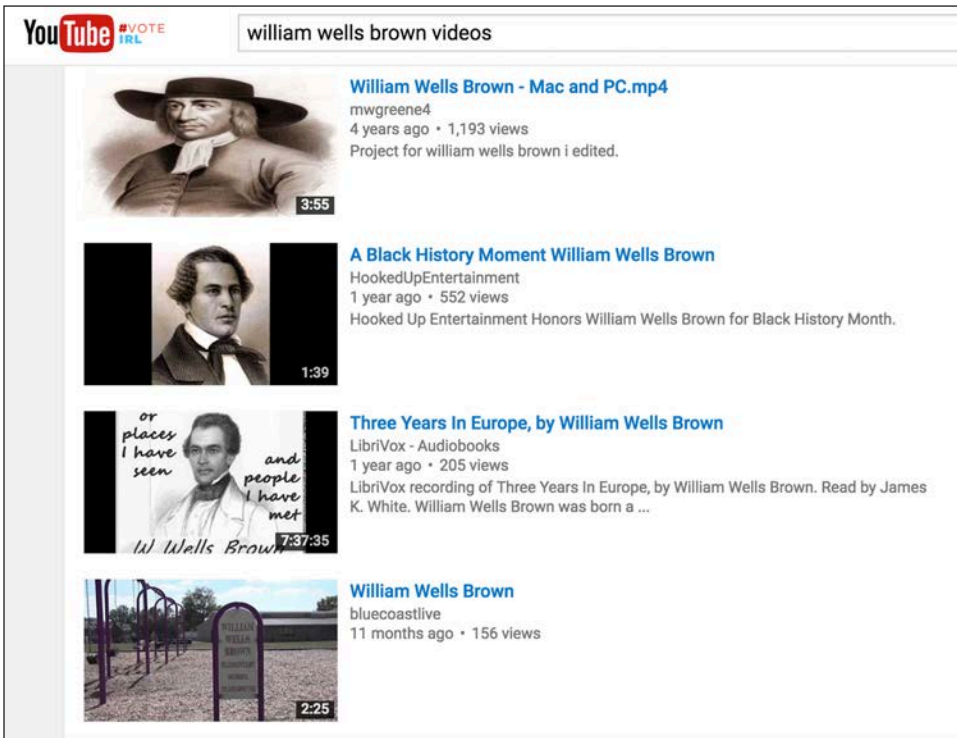 YouTube #VOTE
IRL
william wells brown videos
William Wells Brown - Mac and PC.mp4
mwgreene4
4 years ago • 1,193 views
Project for william wells brown i edited.
3:55
A Black History Moment William Wells Brown
HookedUpEntertainment
1 year ago • 552 views
Hooked Up Entertainment Honors William Wells Brown for Black History Month.
1:39
or
places
I have
seen
and
people
I have
met
W Wells Brown
7:37:35
Three Years In Europe, by William Wells Brown
LibriVox - Audiobooks
1 year ago • 205 views
LibriVox recording of Three Years In Europe, by William Wells Brown. Read by James
K. White. William Wells Brown was born a ...
WILLIAM
WELLS
BROWN
2:25
William Wells Brown
bluecoastlive
11 months ago • 156 views